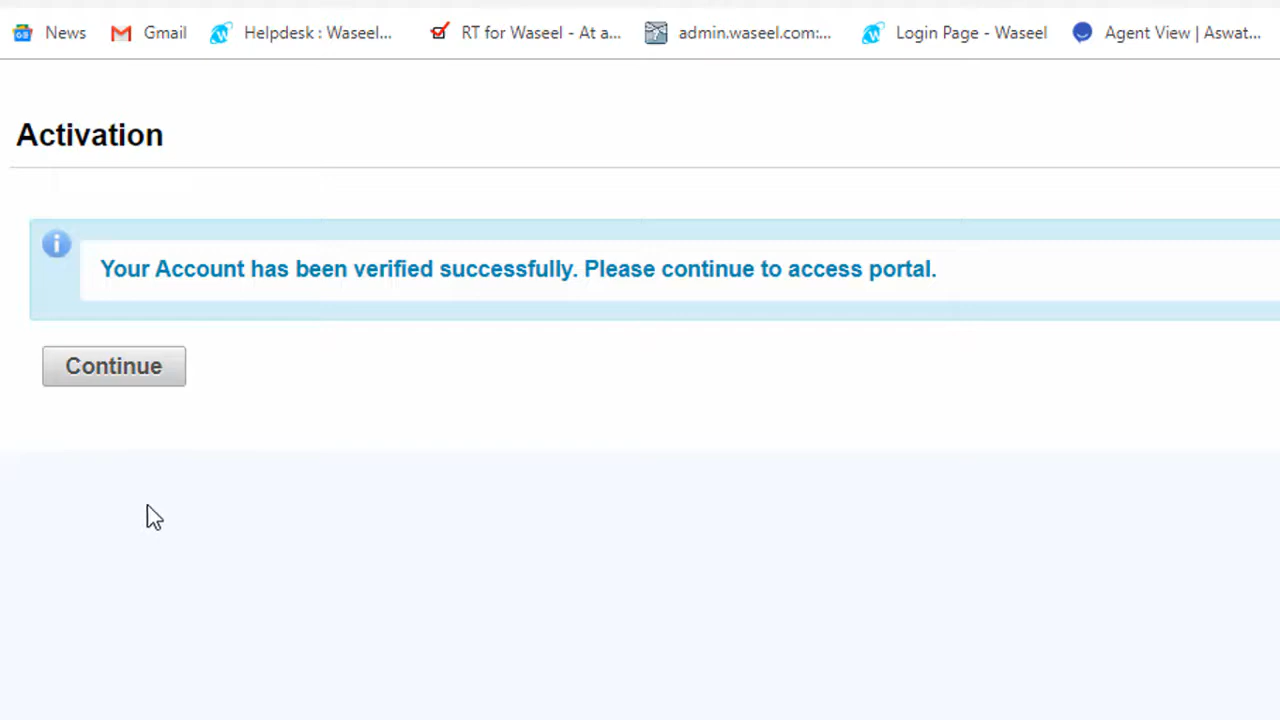 News Gmail Helpdesk : Waseel... RT for Waseel - At a... admin.waseel.com:... Login Page - Waseel Agent View | Aswat...
Activation
Your Account has been verified successfully. Please continue to access portal.
Continue